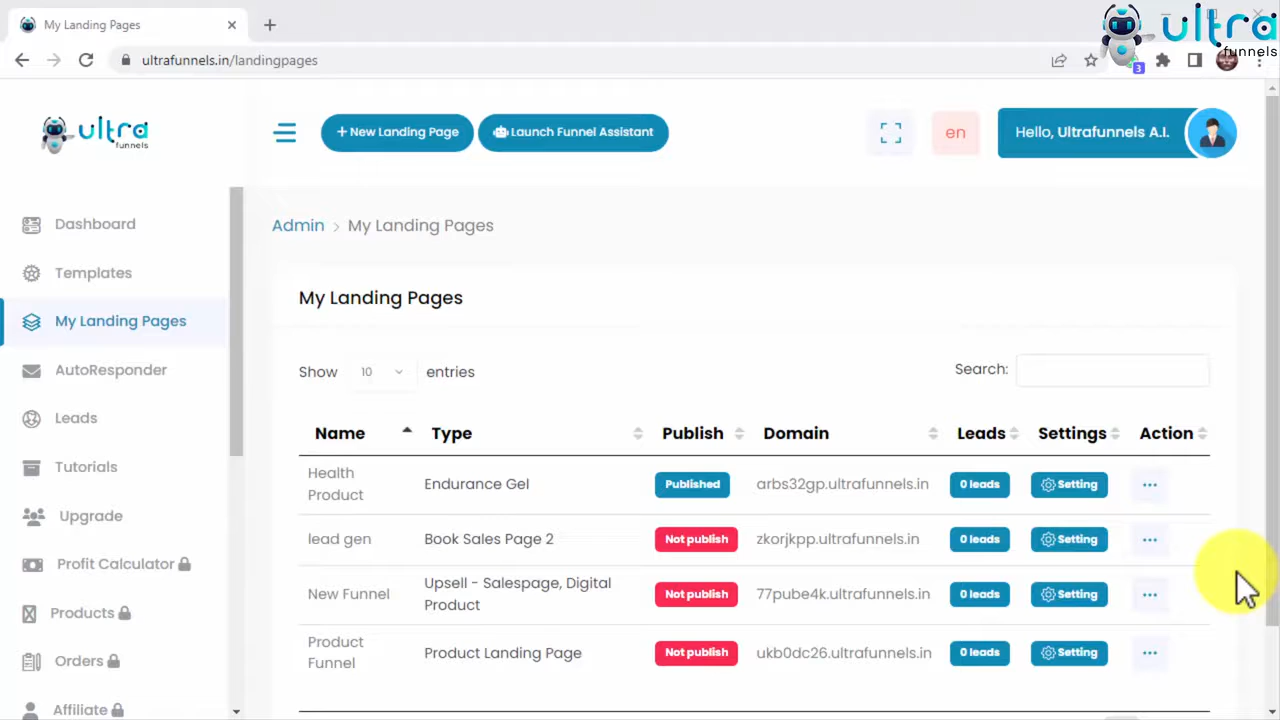 My Landing Pages
ultrafunnels.in/landingpages
3
ultra
funnels
ultra
funnels
+ New Landing Page
Launch Funnel Assistant
en
Hello, Ultrafunnels A.I.
Dashboard
Templates
My Landing Pages
AutoResponder
Leads
Tutorials
Upgrade
Profit Calculator
Products
Orders
Affiliate
Admin > My Landing Pages
My Landing Pages
Show 10 entries
Search:
Name Type Publish Domain Leads Settings Action
Health Product Endurance Gel Published arbs32gp.ultrafunnels.in 0 leads Setting ...
lead gen Book Sales Page 2 Not publish zkorjkpp.ultrafunnels.in 0 leads Setting ...
New Funnel Upsell - Salespage, Digital Product Not publish 77pube4k.ultrafunnels.in 0 leads Setting ...
Product Funnel Product Landing Page Not publish ukb0dc26.ultrafunnels.in 0 leads Setting ...